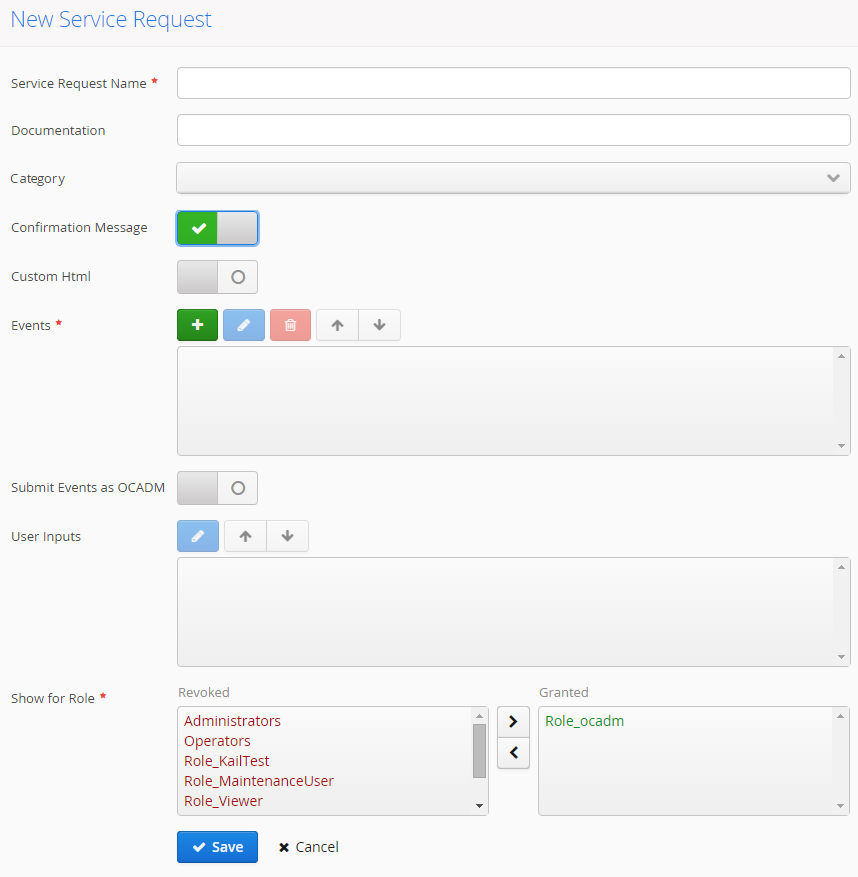 New Service Request
Service Request Name *
Documentation
Category
Confirmation Message
Custom Html
Events *
Submit Events as OCADM
User Inputs
Show for Role *
Revoked
Administrators
Operators
Role_KailTest
Role_MaintenanceUser
Role_Viewer
Granted
Role_ocadm
Save
Cancel